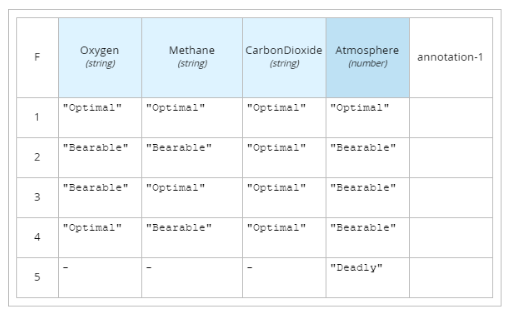 F Oxygen Methane CarbonDioxide Atmosphere annotation-1
(string) (string) (string) (number)
1 "Optimal" "Optimal" "Optimal" "Optimal"
2 "Bearable" "Bearable" "Optimal" "Bearable"
3 "Bearable" "Optimal" "Optimal" "Bearable"
4 "Optimal" "Bearable" "Optimal" "Bearable"
5 - - - "Deadly"